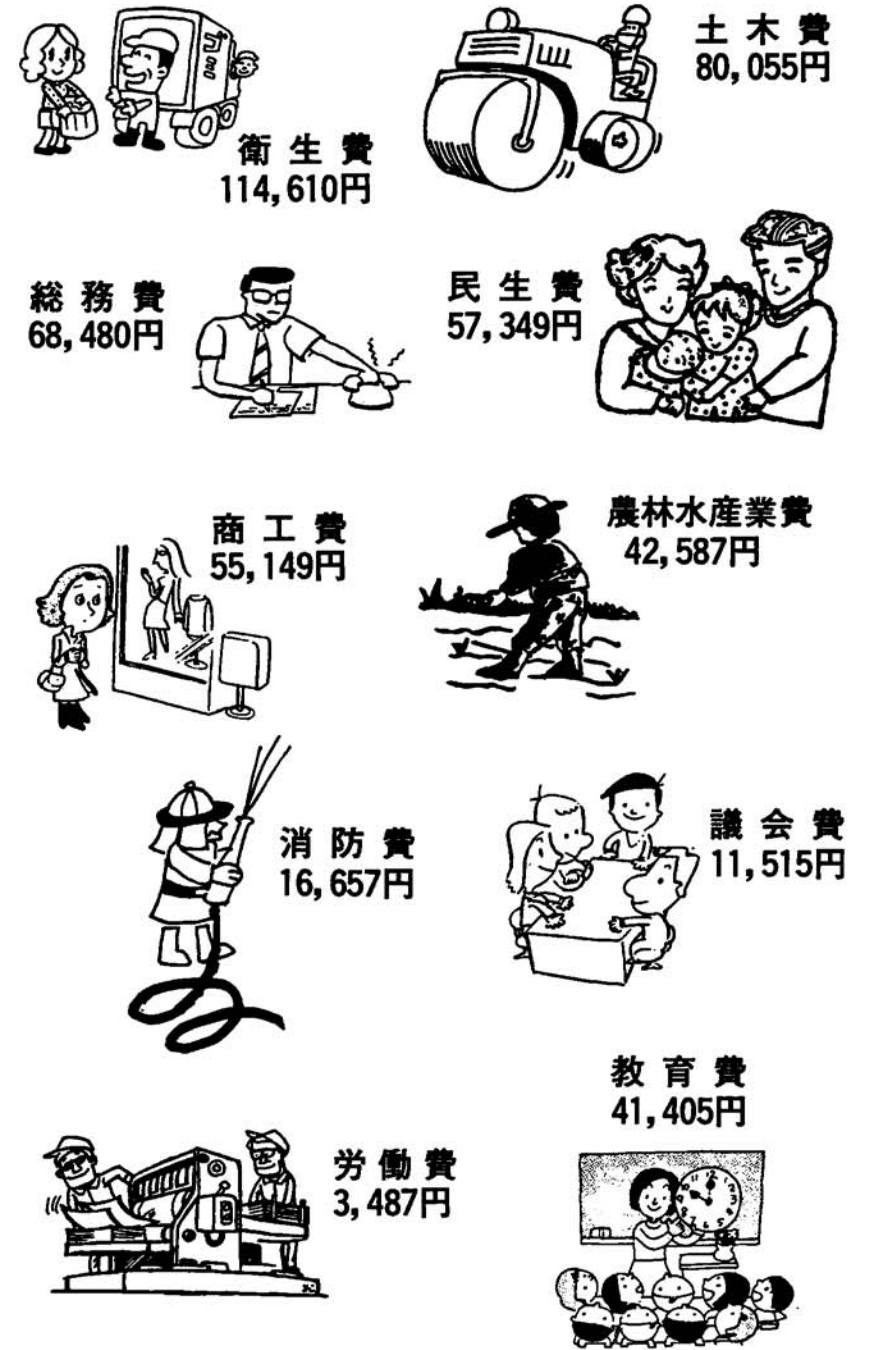 土木費
80,055円
衛生費
114,610円
総務費
68,480円
民生費
57,349円
商工費
55,149円
農林水産業費
42,587円
消防費
16,657円
議会費
11,515円
教育費
41,405円
労働費
3,487円